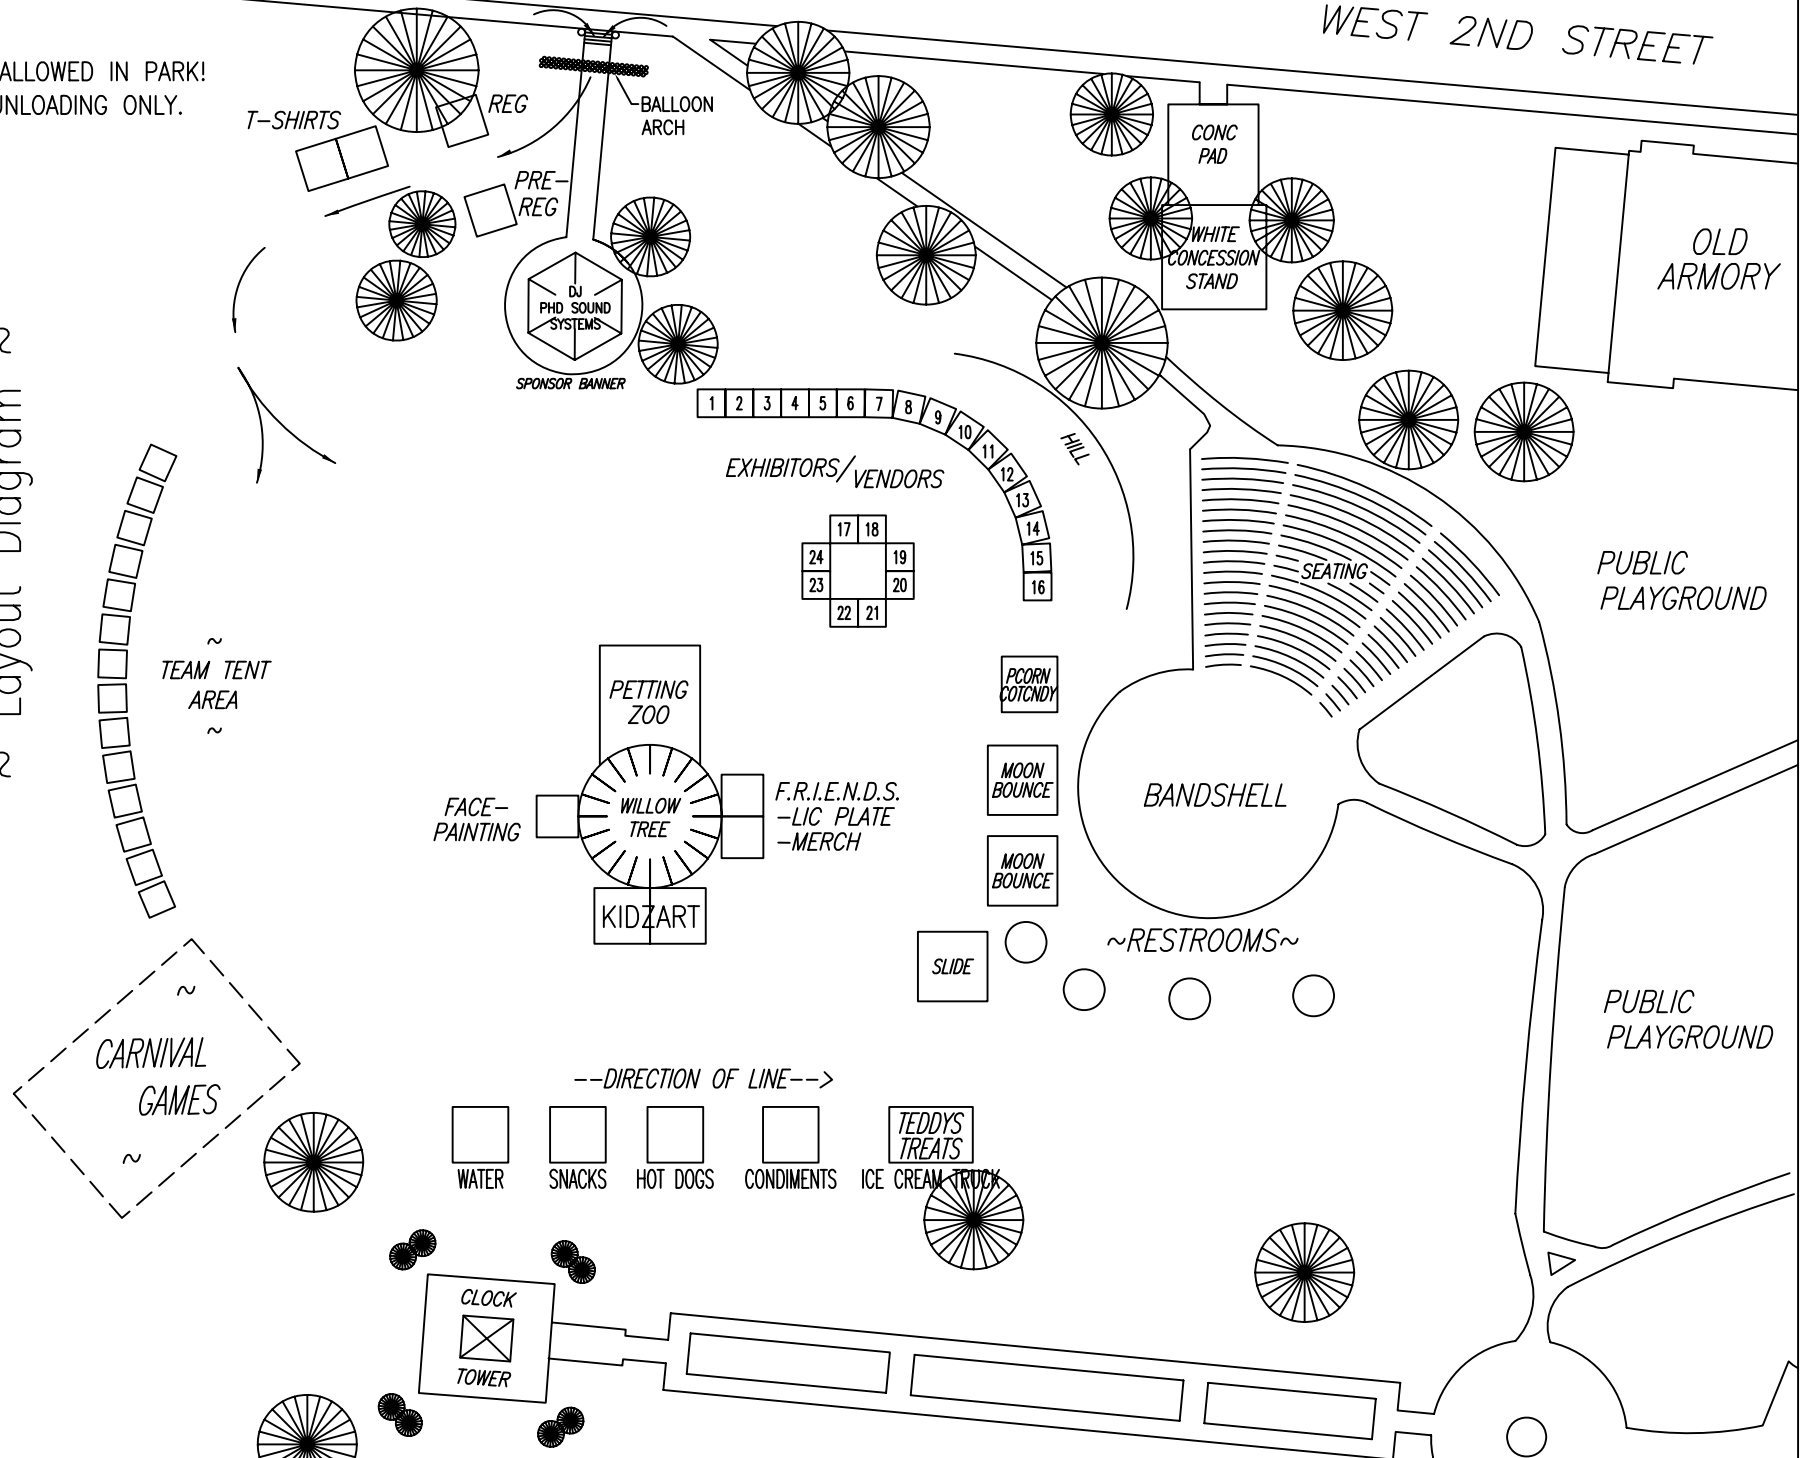 WEST 2ND STREET
ALLOWED IN PARK!
UNLOADING ONLY.
T-SHIRTS
REG
BALLOON
ARCH
PRE-
REG
CONC
PAD
WHITE
CONCESSION
STAND
OLD
ARMORY
DJ
PHD SOUND
SYSTEMS
SPONSOR BANNER
~ Layout Diagram ~
1 2 3 4 5 6 7 8 9 10 11 12 13 14 15 16
HILL
EXHIBITORS/VENDORS
17 18
24 19
23 20
22 21
SEATING
PUBLIC
PLAYGROUND
~
TEAM TENT
AREA
~
PETTING
ZOO
PCORN
COTCNDY
MOON
BOUNCE
BANDSHELL
FACE-
PAINTING
WILLOW
TREE
F.R.I.E.N.D.S.
-LIC PLATE
-MERCH
MOON
BOUNCE
KIDZART
~RESTROOMS~
SLIDE
PUBLIC
PLAYGROUND
~
CARNIVAL
GAMES
~
--DIRECTION OF LINE-->
TEDDYS
TREATS
WATER
SNACKS
HOT DOGS
CONDIMENTS
ICE CREAM TRUCK
CLOCK
TOWER